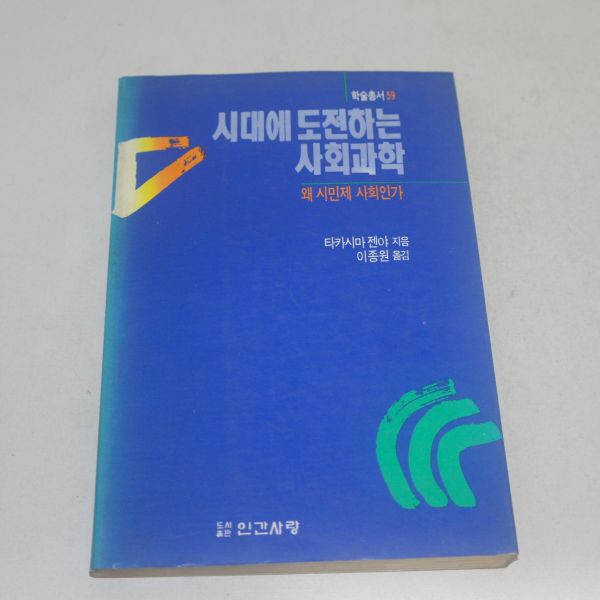 학술총서 59
시대에 도전하는
사회과학
왜 시민제 사회인가
타카시마 젠야 지음
이종원 옮김
도서
출판 인간사랑